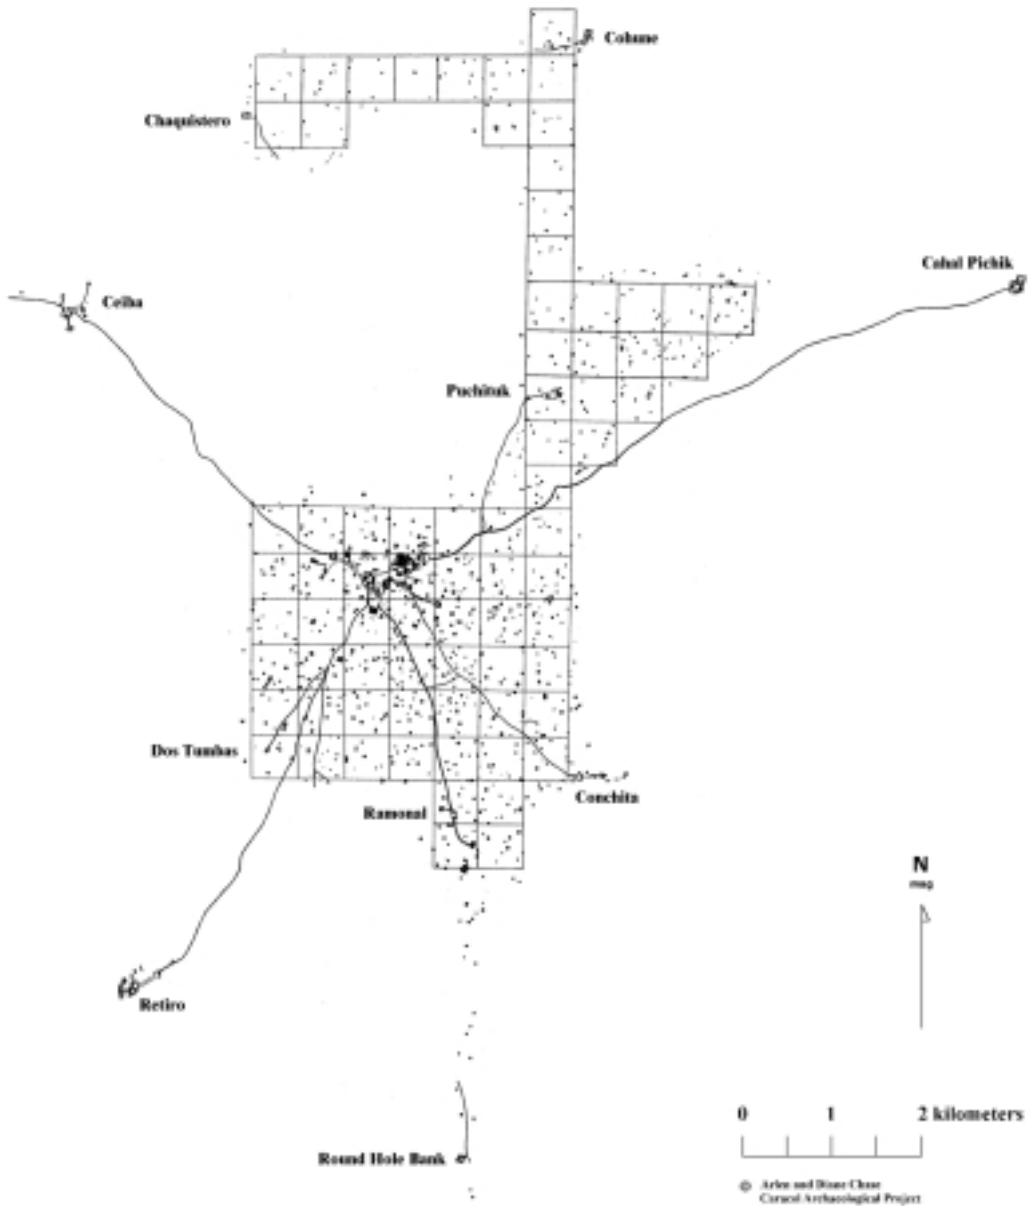 Cohune
Chaquistero
Cahal Pichik
Ceiba
Puchituk
Dos Tumbas
Conchita
Ramonal
N
mag
Retiro
0 1 2 kilometers
Round Hole Bank
© Arlen and Diane Chase
Caracol Archaeological Project